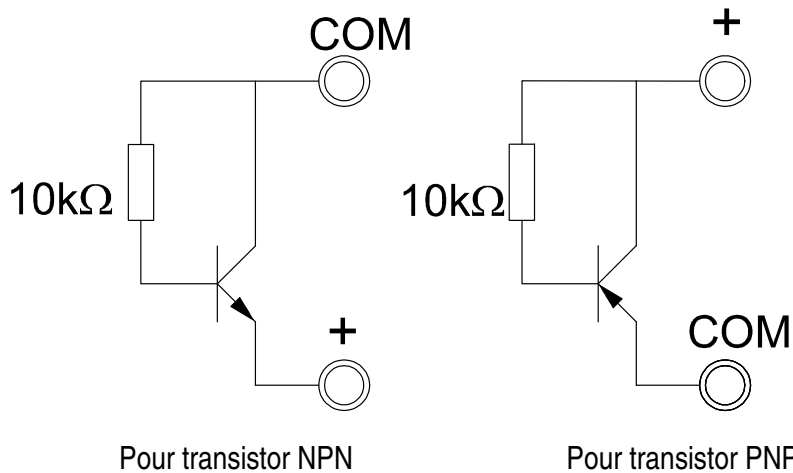 COM
+
10kΩ
10kΩ
+
COM
Pour transistor NPN
Pour transistor PNP